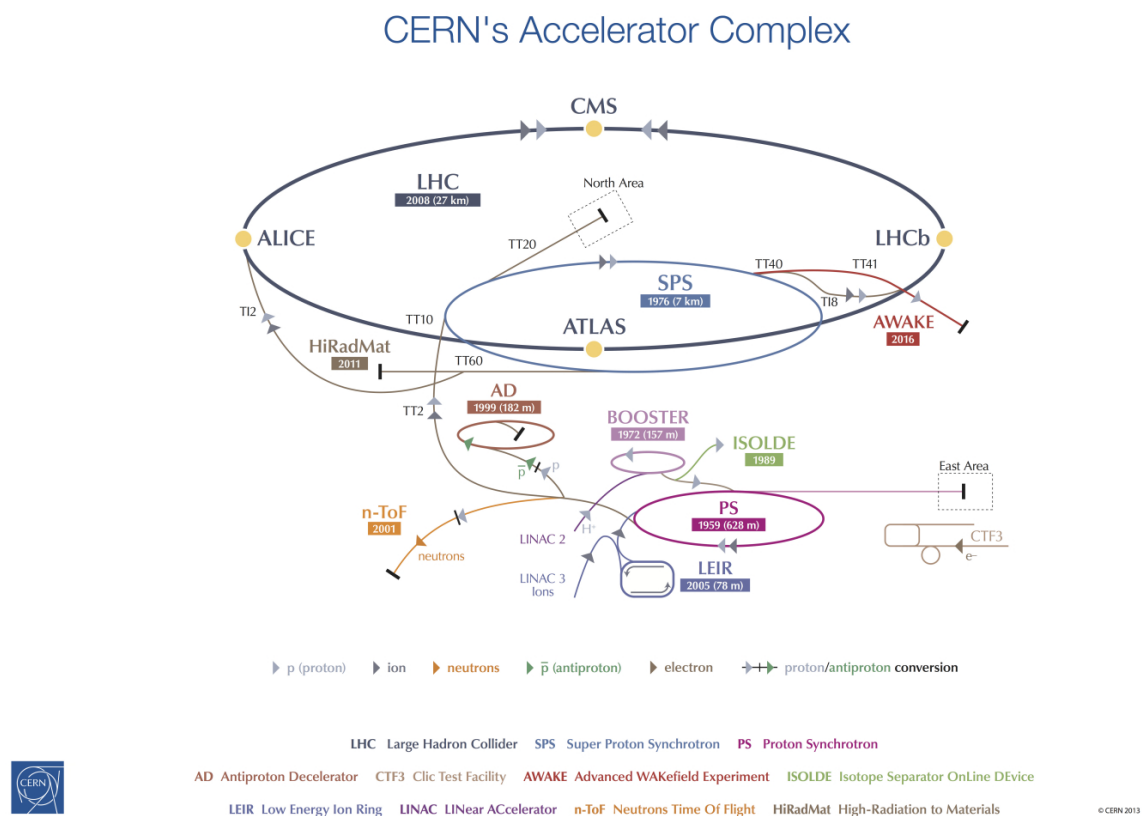 CERN's Accelerator Complex
CMS
LHC
2008 (27 km)
North Area
ALICE
LHCb
TT20
TT40
TT41
SPS
1976 (7 km)
TI8
TI2
TT10
ATLAS
AWAKE
2016
HiRadMat
2011
TT60
AD
1999 (182 m)
TT2
BOOSTER
1972 (157 m)
ISOLDE
1989
p̅
p
East Area
n-ToF
2001
PS
1959 (628 m)
H⁺
LINAC 2
CTF3
e–
neutrons
LEIR
2005 (78 m)
LINAC 3
Ions
p (proton) ion neutrons p̅ (antiproton) electron proton/antiproton conversion
LHC Large Hadron Collider SPS Super Proton Synchrotron PS Proton Synchrotron
AD Antiproton Decelerator CTF3 Clic Test Facility AWAKE Advanced WAKefield Experiment ISOLDE Isotope Separator OnLine DEvice
CERN
LEIR Low Energy Ion Ring LINAC LINear ACcelerator n-ToF Neutrons Time Of Flight HiRadMat High-Radiation to Materials
© CERN 2013